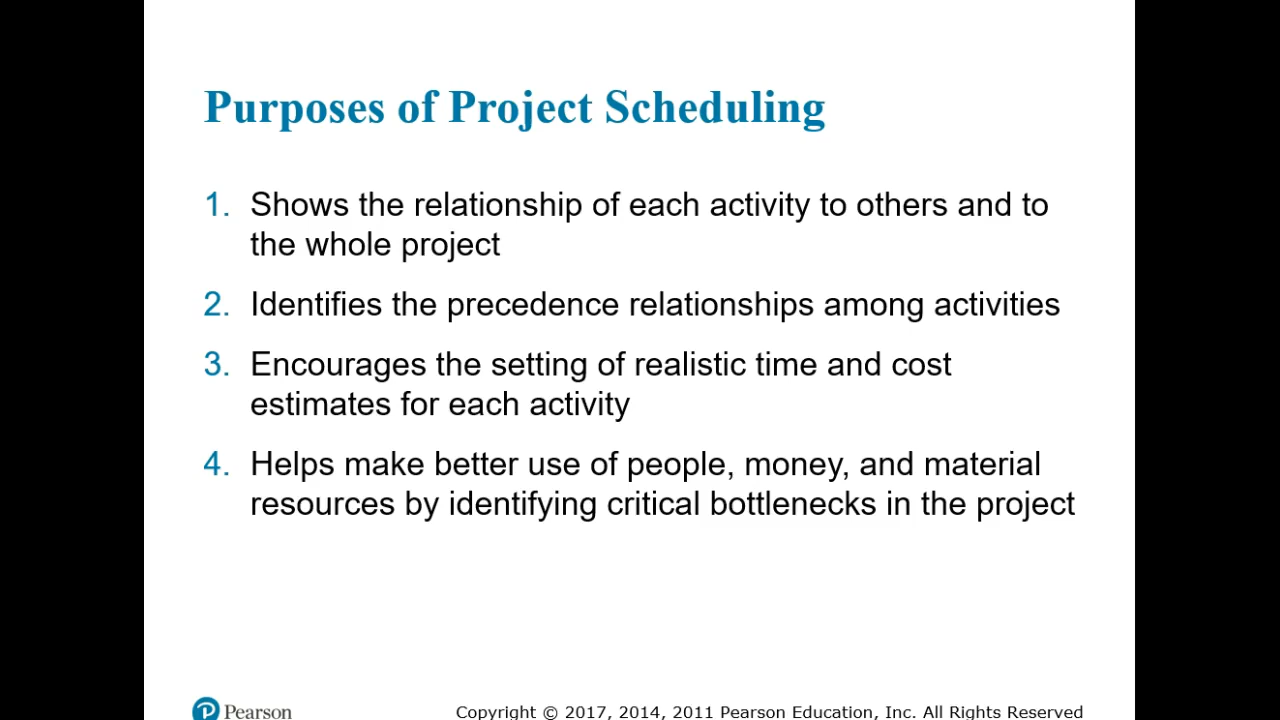 Purposes of Project Scheduling
1. Shows the relationship of each activity to others and to
the whole project
2. Identifies the precedence relationships among activities
3. Encourages the setting of realistic time and cost
estimates for each activity
4. Helps make better use of people, money, and material
resources by identifying critical bottlenecks in the project
P Pearson
Copyright © 2017, 2014, 2011 Pearson Education, Inc. All Rights Reserved